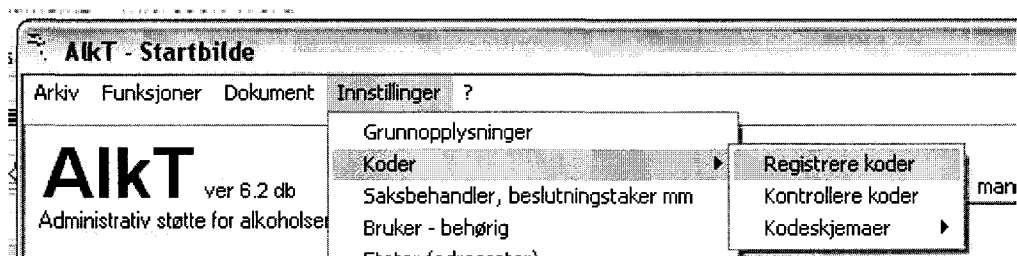 AlkT - Startbilde
Arkiv Funksjoner Dokument Innstillinger ?
AlkT ver 6.2 db
Administrativ støtte for alkoholser
Grunnopplysninger
Koder
Saksbehandler, beslutningstaker mm
Bruker - behørig
Registrere koder
Kontrollere koder
Kodeskjemaer
man